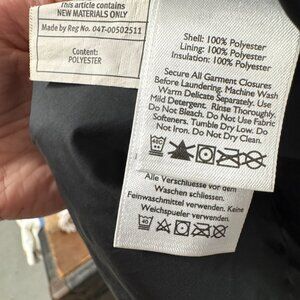 This article contains
NEW MATERIALS ONLY
Made by Reg No. 04T-00502511
Content:
POLYESTER
Shell: 100% Polyester
Lining: 100% Polyester
Insulation: 100% Polyester
Secure All Garment Closures
Before Laundering. Machine Wash
Warm Delicate Separately. Use
Mild Detergent. Rinse Thoroughly.
Do Not Bleach. Do Not Use Fabric
Softeners. Tumble Dry Low. Do
Not Iron. Do Not Dry Clean.
Alle Verschlusse vor dem
Waschen schliessen.
Feinwaschmittel verwenden. Keine
Weichspueler verwenden.
40